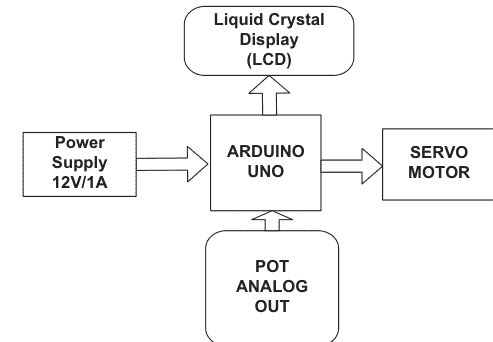 Liquid Crystal
Display
(LCD)
Power
Supply
12V/1A
ARDUINO
UNO
SERVO
MOTOR
POT
ANALOG
OUT